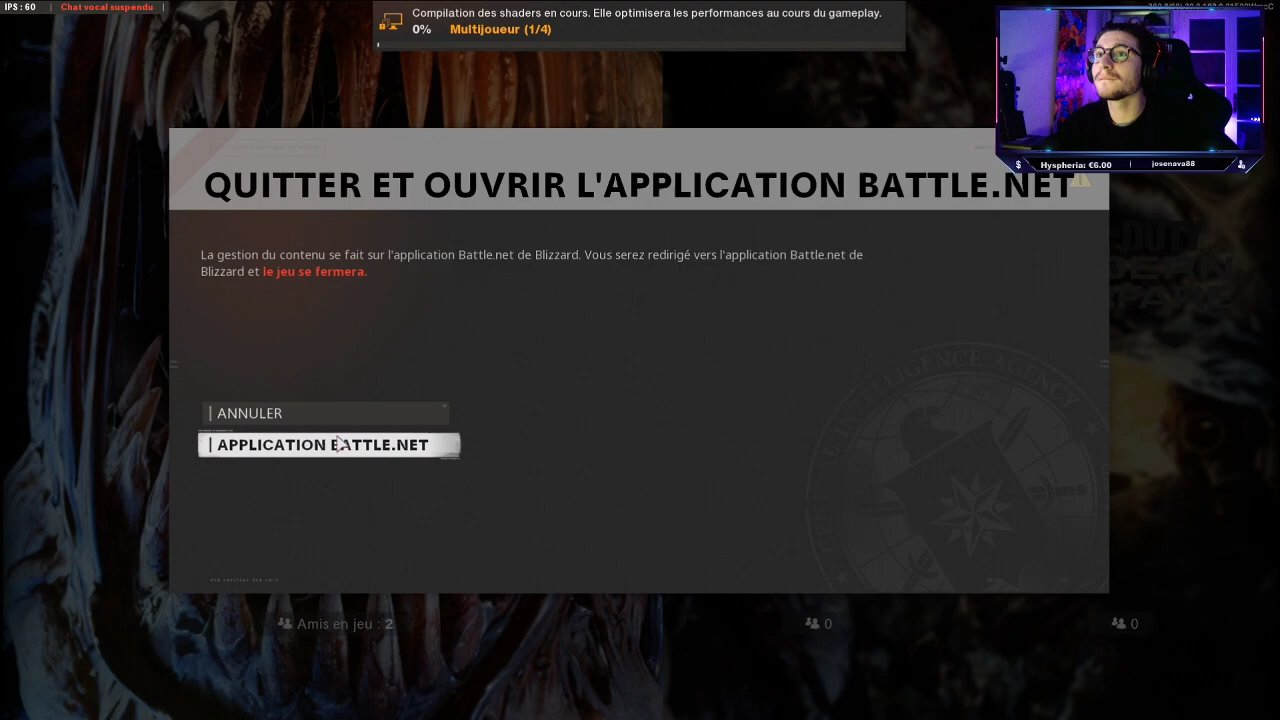 IPS : 60 | Chat vocal suspendu |
Compilation des shaders en cours. Elle optimisera les performances au cours du gameplay.
0% Multijoueur (1/4)
Hyspheria: €6.00 | josenava88
QUITTER ET OUVRIR L'APPLICATION BATTLE.NET
La gestion du contenu se fait sur l'application Battle.net de Blizzard. Vous serez redirigé vers l'application Battle.net de
Blizzard et le jeu se fermera.
INTELLIGENCE AGENCY
| ANNULER
| APPLICATION BATTLE.NET
Amis en jeu : 2
0
0